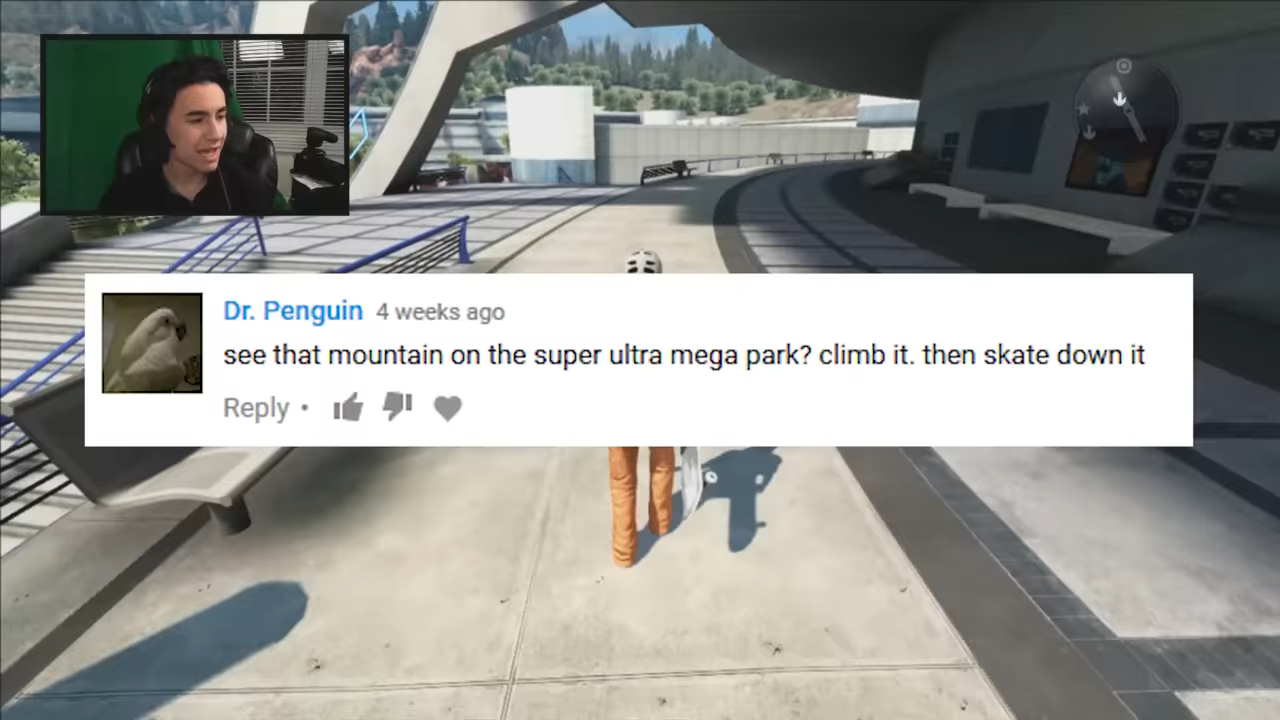 Dr. Penguin 4 weeks ago
see that mountain on the super ultra mega park? climb it. then skate down it
Reply •